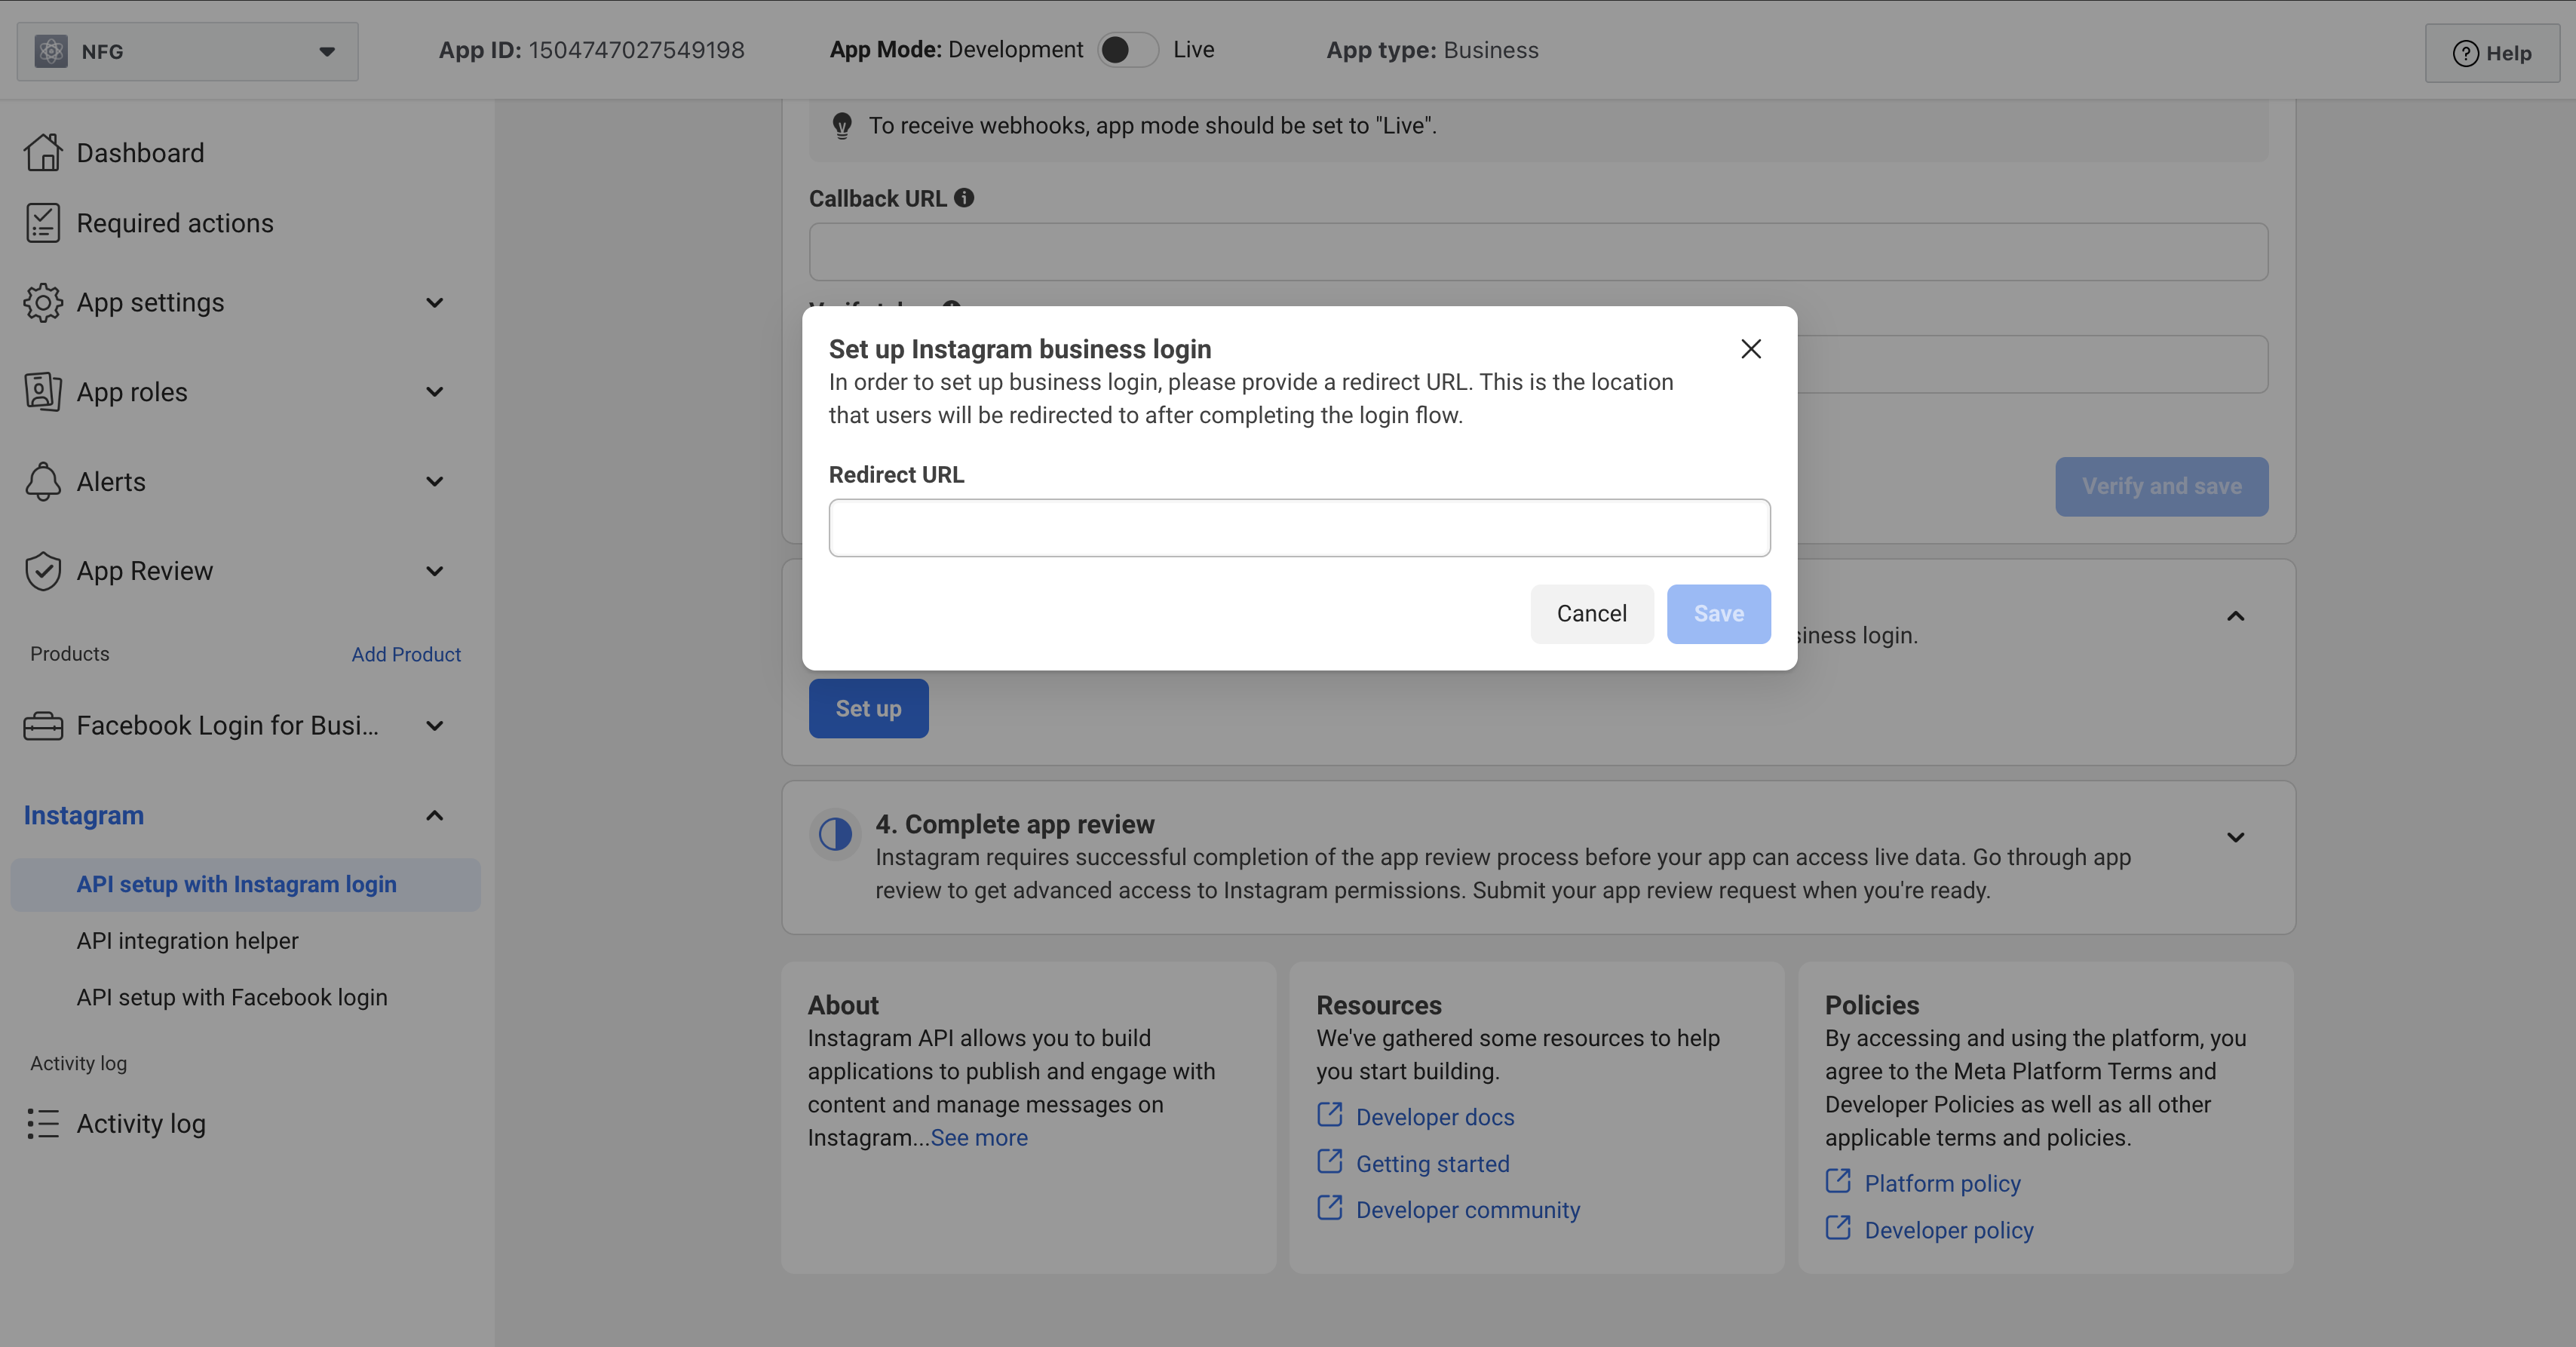 NFG
App ID: 1504747027549198
App Mode: Development
Live
App type: Business
Help
Dashboard
Required actions
App settings
App roles
Alerts
App Review
Products
Add Product
Facebook Login for Busi...
Instagram
API setup with Instagram login
API integration helper
API setup with Facebook login
Activity log
Activity log
To receive webhooks, app mode should be set to "Live".
Callback URL
Verify and save
Set up Instagram business login
In order to set up business login, please provide a redirect URL. This is the location
that users will be redirected to after completing the login flow.
Redirect URL
Cancel
Save
login.
Set up
4. Complete app review
Instagram requires successful completion of the app review process before your app can access live data. Go through app
review to get advanced access to Instagram permissions. Submit your app review request when you're ready.
About
Instagram API allows you to build
applications to publish and engage with
content and manage messages on
Instagram...See more
Resources
We've gathered some resources to help
you start building.
Developer docs
Getting started
Developer community
Policies
By accessing and using the platform, you
agree to the Meta Platform Terms and
Developer Policies as well as all other
applicable terms and policies.
Platform policy
Developer policy